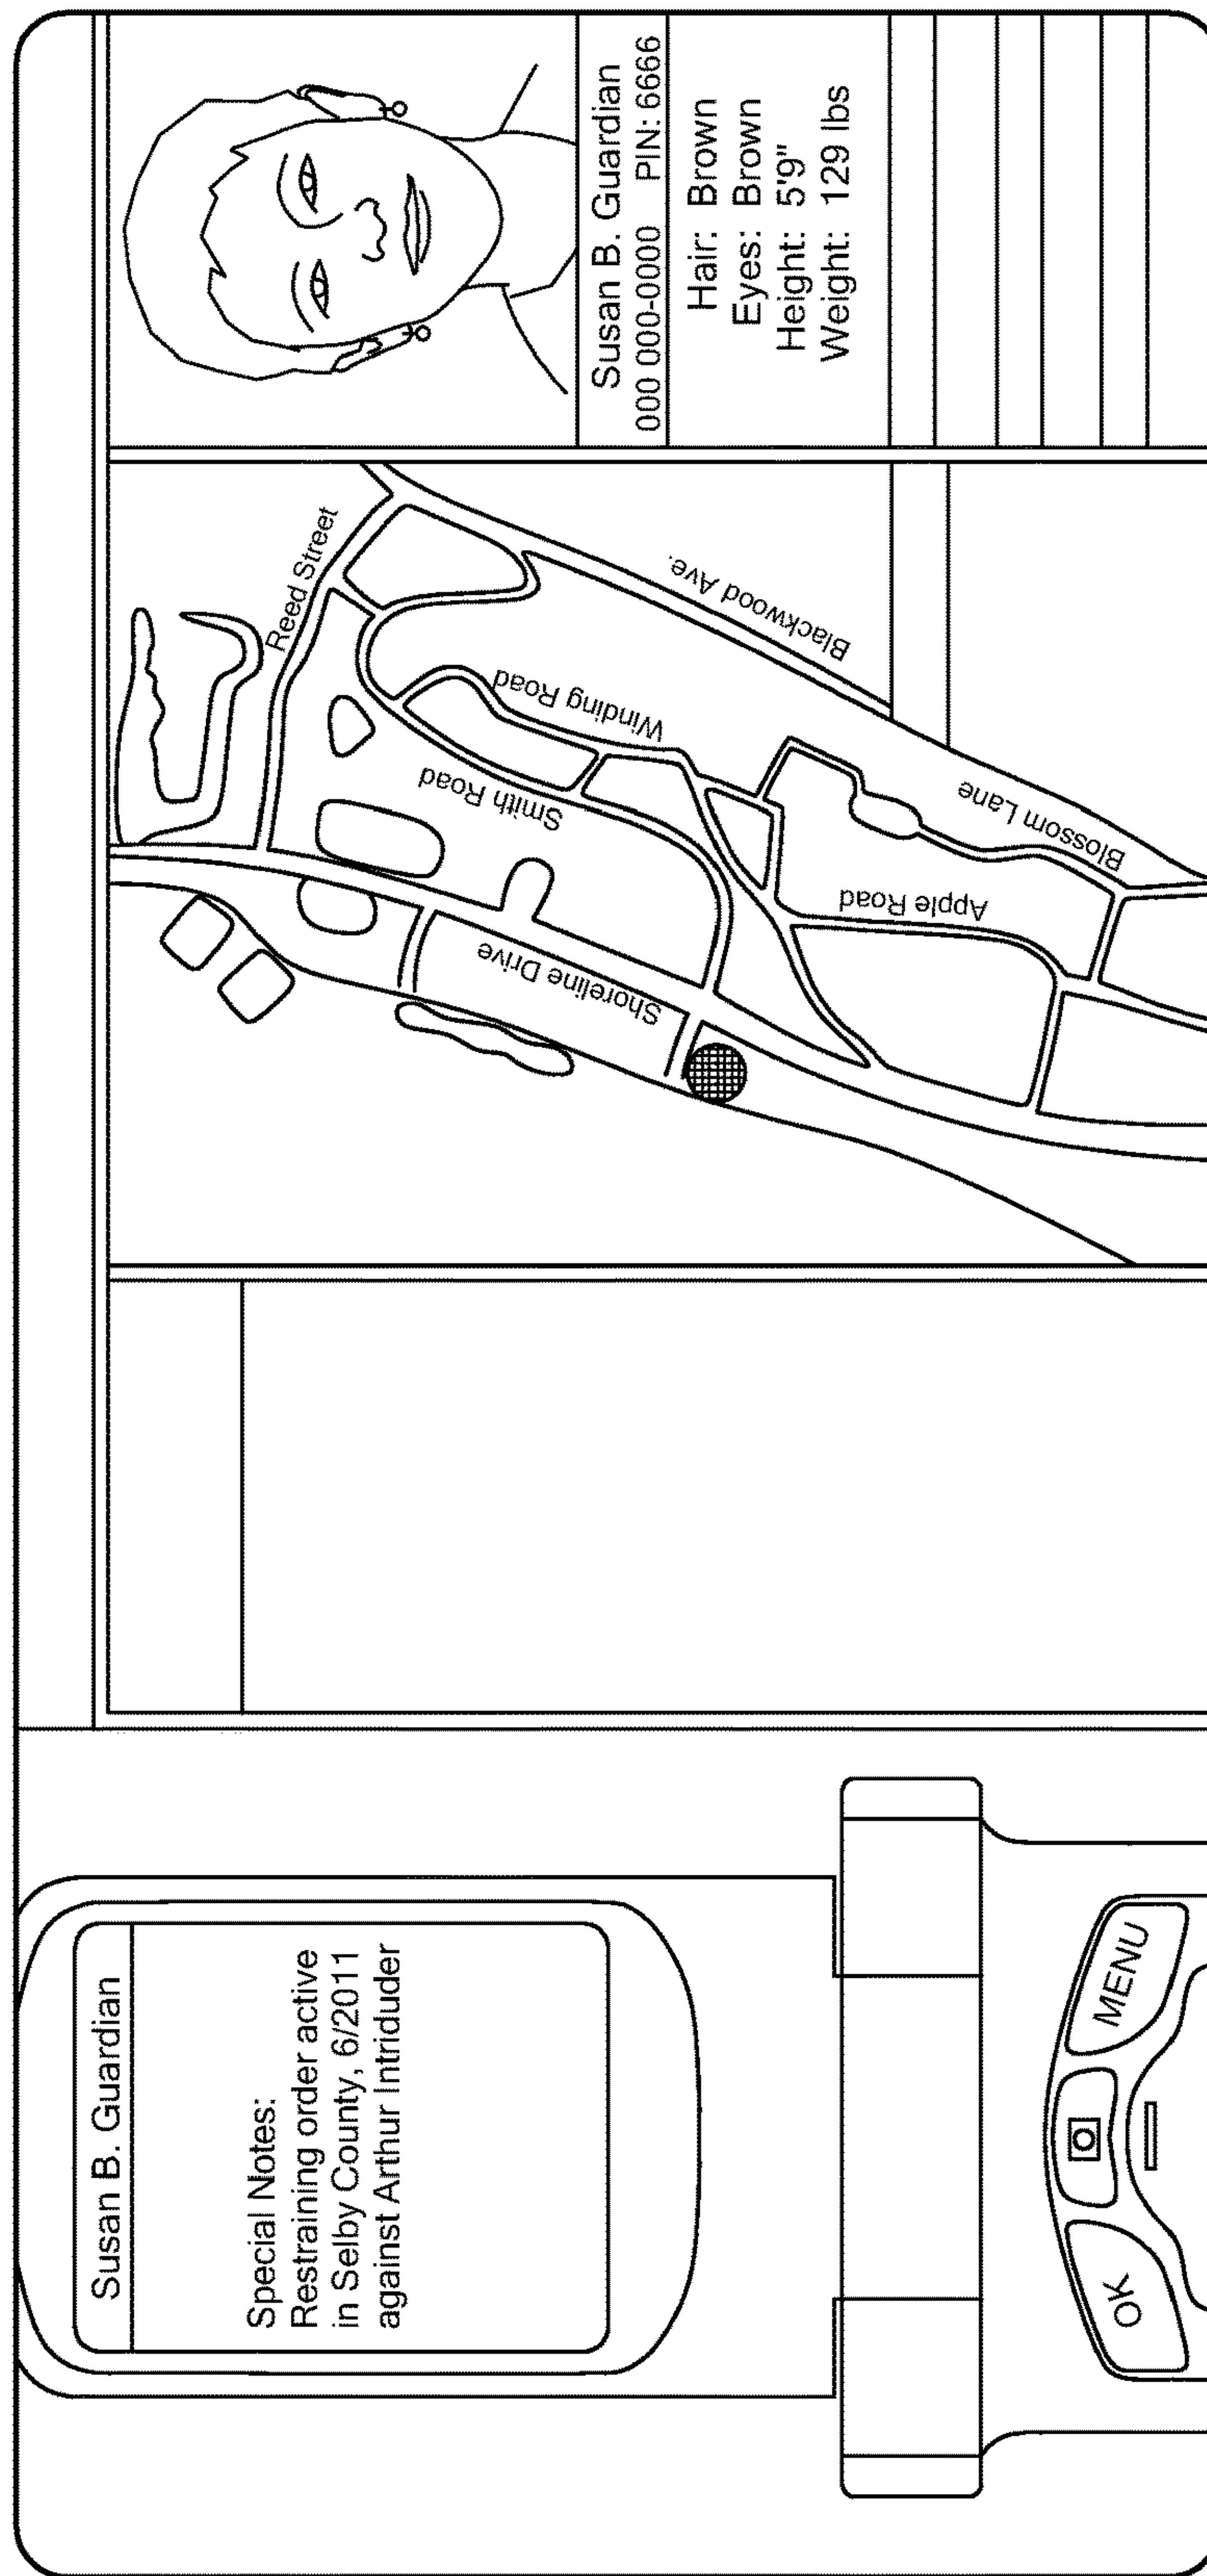 Susan B. Guardian
Special Notes:
Restraining order active
in Selby County, 6/2011
against Arthur Intriduder
OK
MENU
Reed Street
Blackwood Ave.
Winding Road
Smith Road
Shoreline Drive
Apple Road
Blossom Lane
Susan B. Guardian
000 000-0000 PIN: 6666
Hair: Brown
Eyes: Brown
Height: 5'9"
Weight: 129 lbs